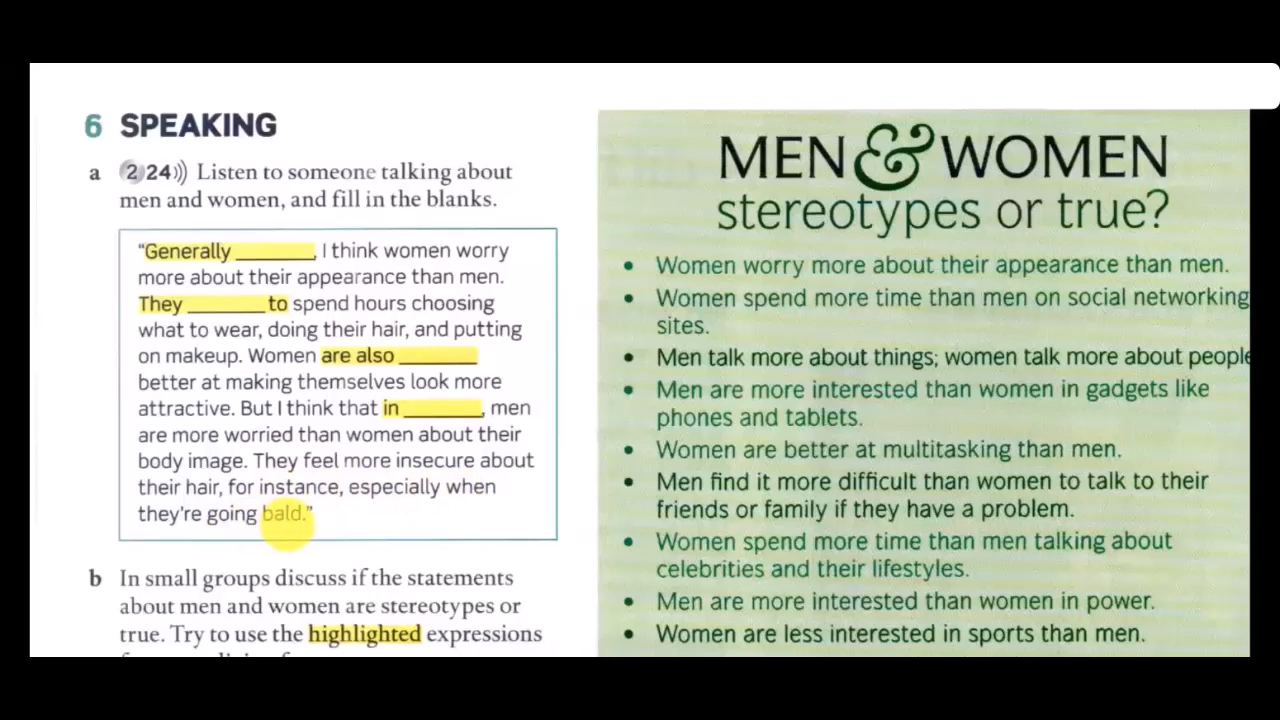 6 SPEAKING
a 2 24 Listen to someone talking about
men and women, and fill in the blanks.
"Generally ________, I think women worry
more about their appearance than men.
They ________ to spend hours choosing
what to wear, doing their hair, and putting
on makeup. Women are also ________
better at making themselves look more
attractive. But I think that in ________, men
are more worried than women about their
body image. They feel more insecure about
their hair, for instance, especially when
they're going bald."
b In small groups discuss if the statements
about men and women are stereotypes or
true. Try to use the highlighted expressions
MEN & WOMEN
stereotypes or true?
• Women worry more about their appearance than men.
• Women spend more time than men on social networking
sites.
• Men talk more about things; women talk more about people
• Men are more interested than women in gadgets like
phones and tablets.
• Women are better at multitasking than men.
• Men find it more difficult than women to talk to their
friends or family if they have a problem.
• Women spend more time than men talking about
celebrities and their lifestyles.
• Men are more interested than women in power.
• Women are less interested in sports than men.